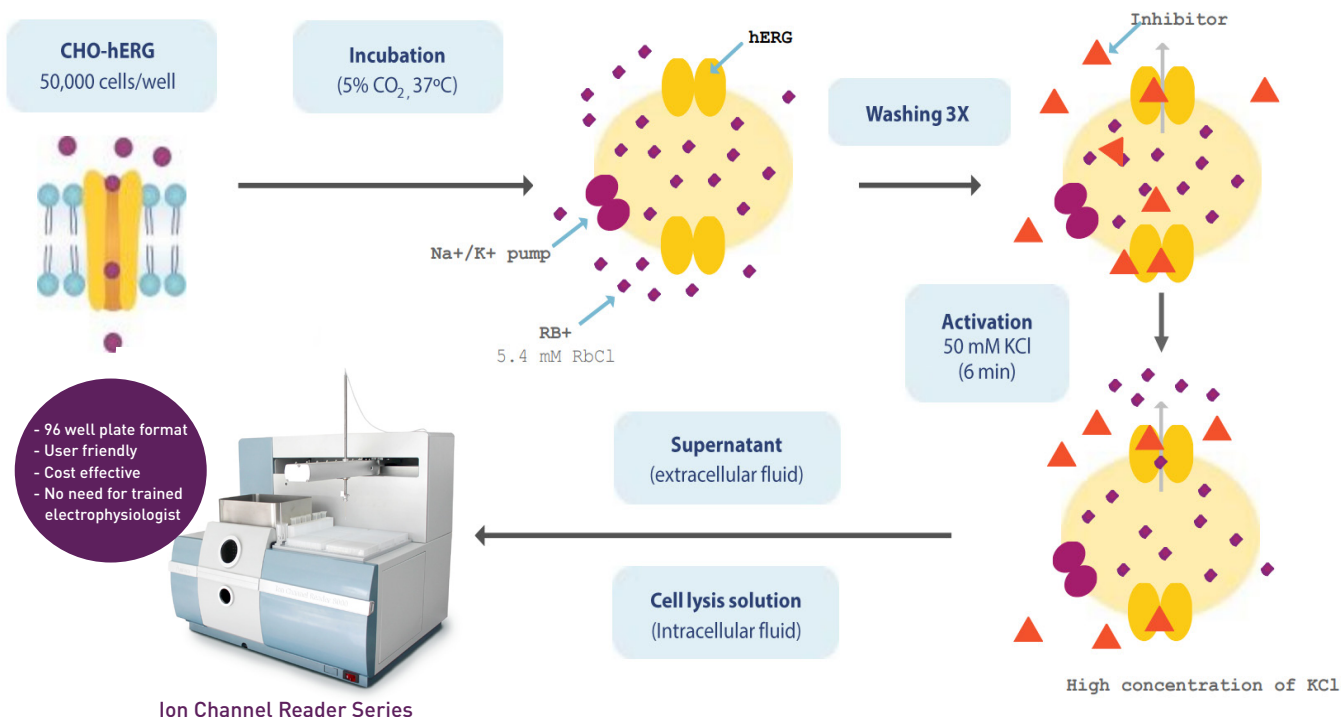 CHO-hERG
50,000 cells/well
Incubation
(5% CO₂, 37ºC)
hERG
Na+/K+ pump
RB+
5.4 mM RbCl
Washing 3X
Inhibitor
Activation
50 mM KCl
(6 min)
High concentration of KCl
Supernatant
(extracellular fluid)
Cell lysis solution
(Intracellular fluid)
- 96 well plate format
- User friendly
- Cost effective
- No need for trained
electrophysiologist
Ion Channel Reader Series